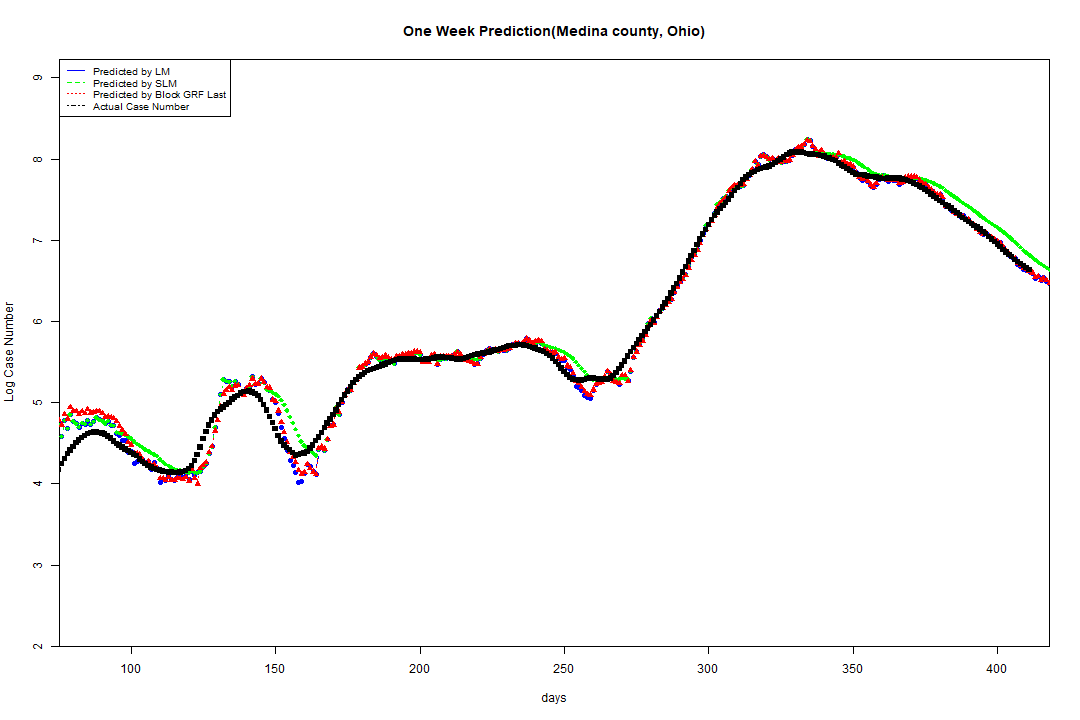 One Week Prediction(Medina county, Ohio)
Predicted by LM
Predicted by SLM
Predicted by Block GRF Last
Actual Case Number
9
8
7
6
5
4
3
2
Log Case Number
100 150 200 250 300 350 400
days